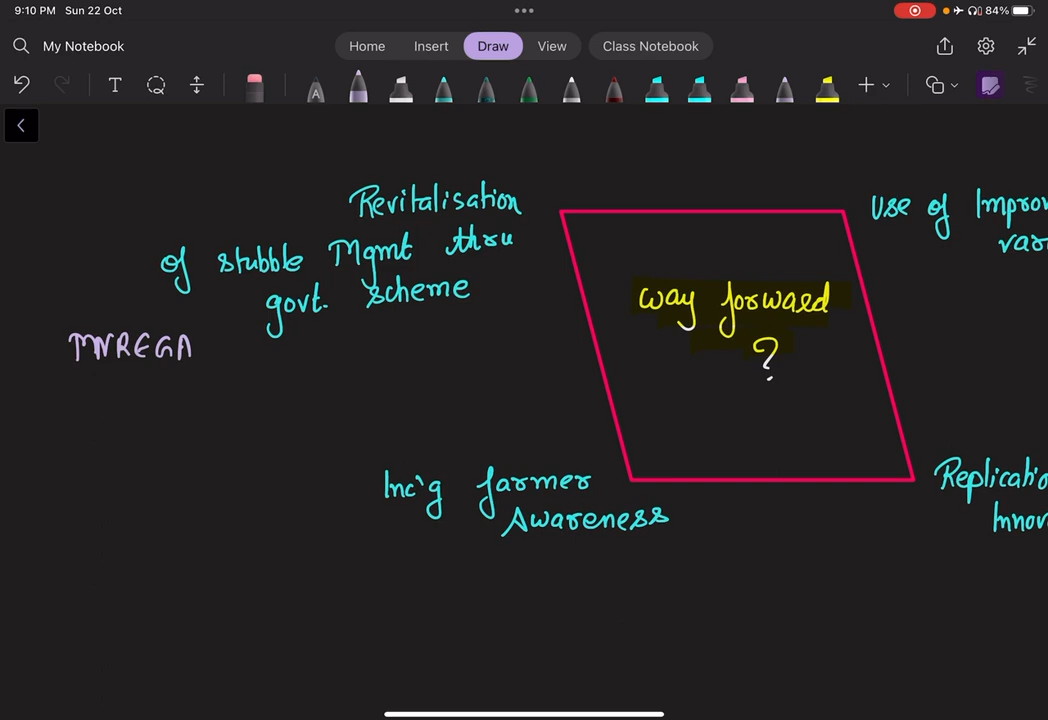 9:10 PM Sun 22 Oct
84%
My Notebook
Home Insert Draw View Class Notebook
T
A
Revitalisation
of stubble Mgmt thru
govt. scheme
MNREGA
way forward
?
Use of Improv
var
Inc'g farmer
Awareness
Replicatio
Innov